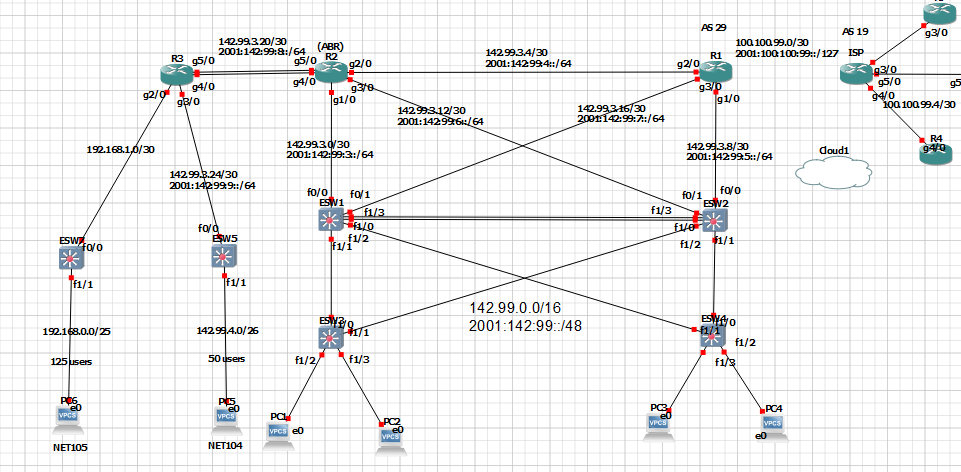 AS 29
AS 19
g3/0
(ABR)
R2
R3
g5/0
142.99.3.20/30
2001:142:99:8::/64
g5/0
g4/0
g2/0
142.99.3.4/30
2001:142:99:4::/64
g2/0
R1
100.100.99.0/30
2001:100:100:99::/127
ISP
g3/0
g5/0
g4/0
g3/0
g2/0
g4/0
g3/0
g1/0
g3/0
g1/0
100.100.99.4/30
R4
g4/0
142.99.3.12/30
2001:142:99:6::/64
142.99.3.16/30
2001:142:99:7::/64
192.168.1.0/30
142.99.3.0/30
2001:142:99:3::/64
142.99.3.8/30
2001:142:99:5::/64
Cloud1
142.99.3.24/30
2001:142:99:9::/64
f0/0
f0/1
ESW1
f1/3
f1/0
f1/2
f1/1
f0/1
f0/0
ESW2
f1/3
f1/0
f1/2
f1/1
f0/0
f0/0
ESW5
f1/1
f1/1
142.99.0.0/16
2001:142:99::/48
f1/0
f1/1
f1/2
f1/3
ESW4
f1/0
f1/1
f1/2
f1/3
192.168.0.0/25
142.99.4.0/26
125 users
50 users
PC6
e0
PC5
e0
PC1
e0
PC2
e0
PC3
e0
PC4
e0
VPCS
VPCS
VPCS
VPCS
VPCS
VPCS
NET105
NET104